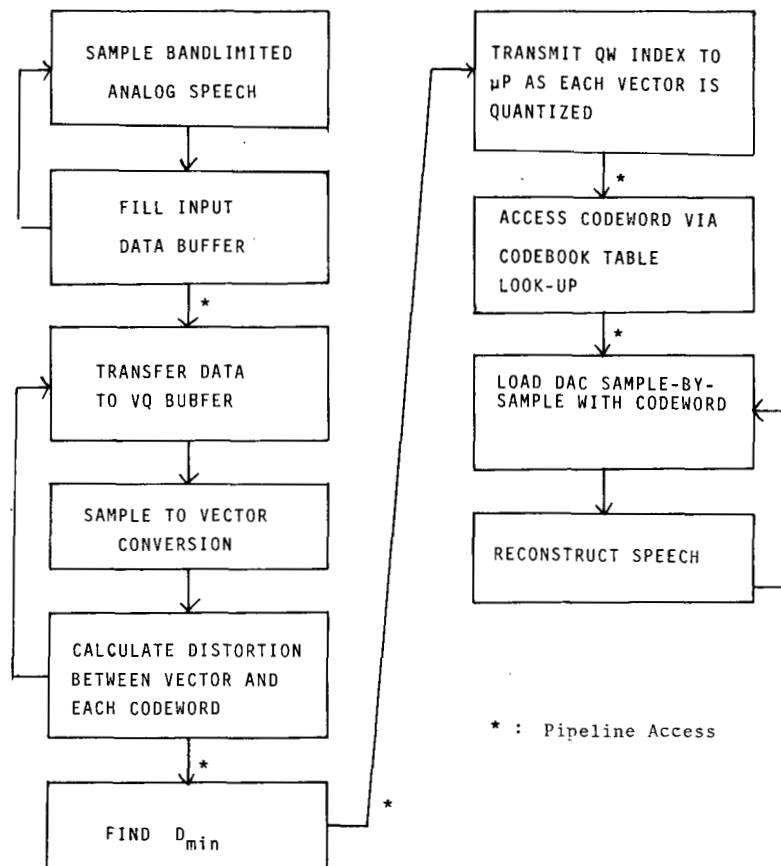 SAMPLE BANDLIMITED
ANALOG SPEECH
FILL INPUT
DATA BUFFER
*
TRANSFER DATA
TO VQ BUBFER
SAMPLE TO VECTOR
CONVERSION
CALCULATE DISTORTION
BETWEEN VECTOR AND
EACH CODEWORD
*
FIND Dmin
*
TRANSMIT QW INDEX TO
µP AS EACH VECTOR IS
QUANTIZED
*
ACCESS CODEWORD VIA
CODEBOOK TABLE
LOOK-UP
*
LOAD DAC SAMPLE-BY-
SAMPLE WITH CODEWORD
RECONSTRUCT SPEECH
* : Pipeline Access